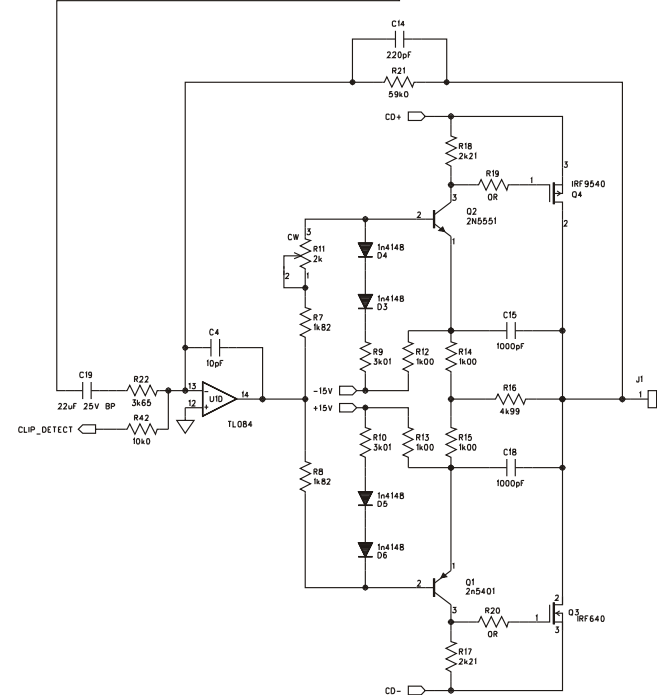 C14
220pF
R21
59k0
CD+
R18
2k21
3
R19
0R
1
3
IRF9540
Q4
2
3
Q2
2N5551
2
1
CW
3
R11
2k
2
1
1n4148
D4
1n4148
D3
R7
1k82
R9
3k01
R12
1k00
R14
1k00
C15
1000pF
C4
10pF
C19
22uF 25V BP
R22
3k65
13
12
U1D
14
TL084
-15V
+15V
R16
4k99
J1
1
CLIP_DETECT
R42
10k0
R10
3k01
R13
1k00
R15
1k00
C18
1000pF
R8
1k82
1n4148
D5
1n4148
D6
1
Q1
2n5401
2
3
R20
0R
1
2
Q3
IRF640
3
R17
2k21
CD-